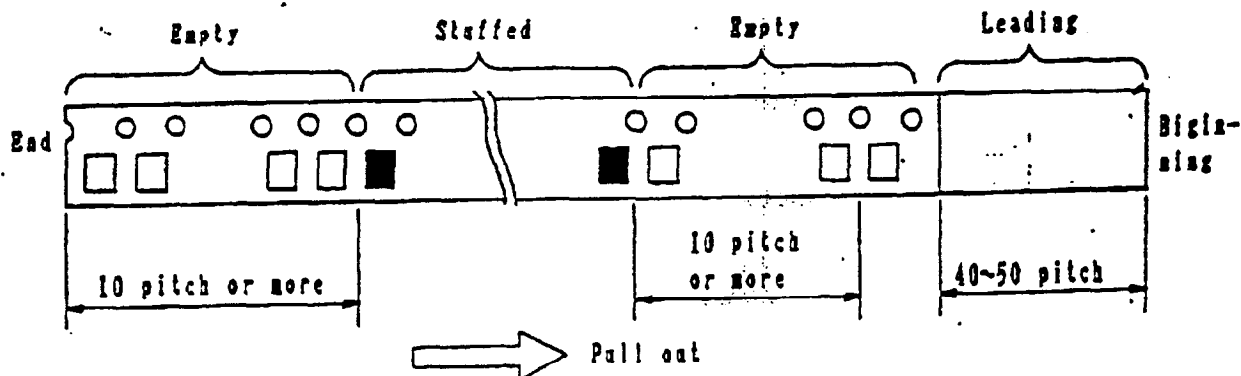 Empty
Stuffed
Empty
Leading
End
Bigin-
ning
10 pitch or more
10 pitch
or more
40~50 pitch
Pull out